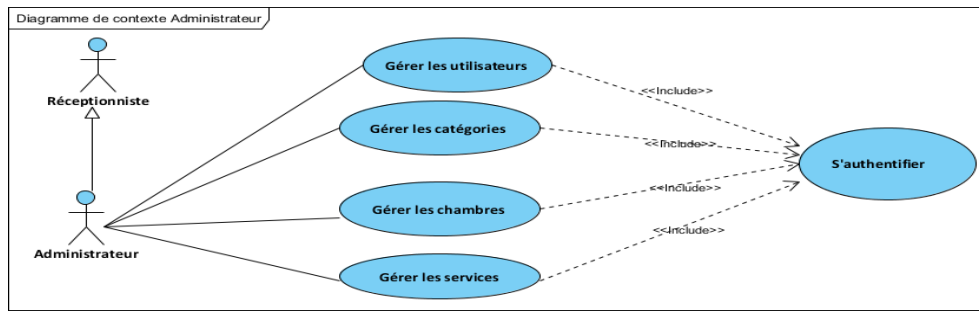 Diagramme de contexte Administrateur
Réceptionniste
Administrateur
Gérer les utilisateurs
Gérer les catégories
Gérer les chambres
Gérer les services
<<Include>>
<<Include>>
<<Include>>
<<Include>>
S'authentifier